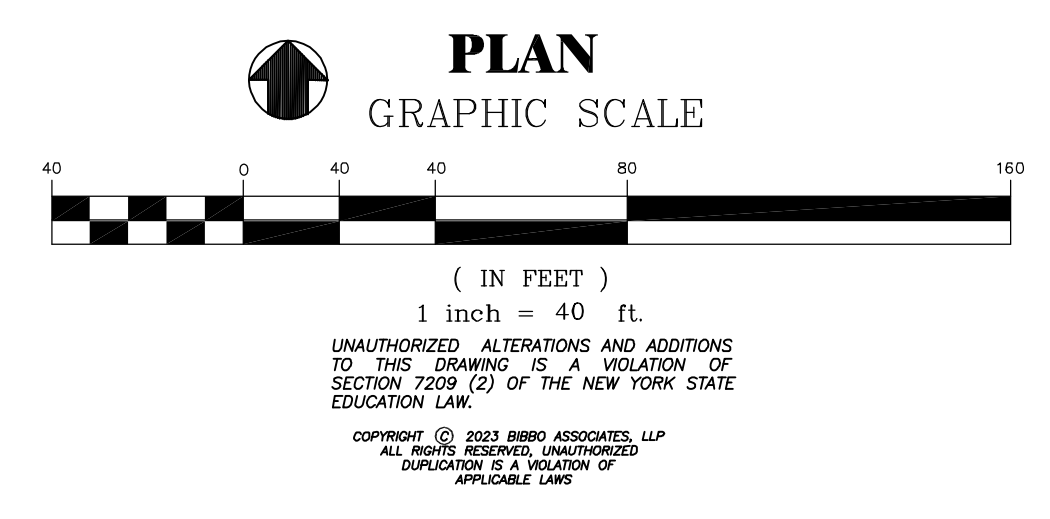 PLAN
GRAPHIC SCALE
40 0 40 40 80 160
( IN FEET )
1 inch = 40 ft.
UNAUTHORIZED ALTERATIONS AND ADDITIONS
TO THIS DRAWING IS A VIOLATION OF
SECTION 7209 (2) OF THE NEW YORK STATE
EDUCATION LAW.
COPYRIGHT © 2023 BIBBO ASSOCIATES, LLP
ALL RIGHTS RESERVED, UNAUTHORIZED
DUPLICATION IS A VIOLATION OF
APPLICABLE LAWS